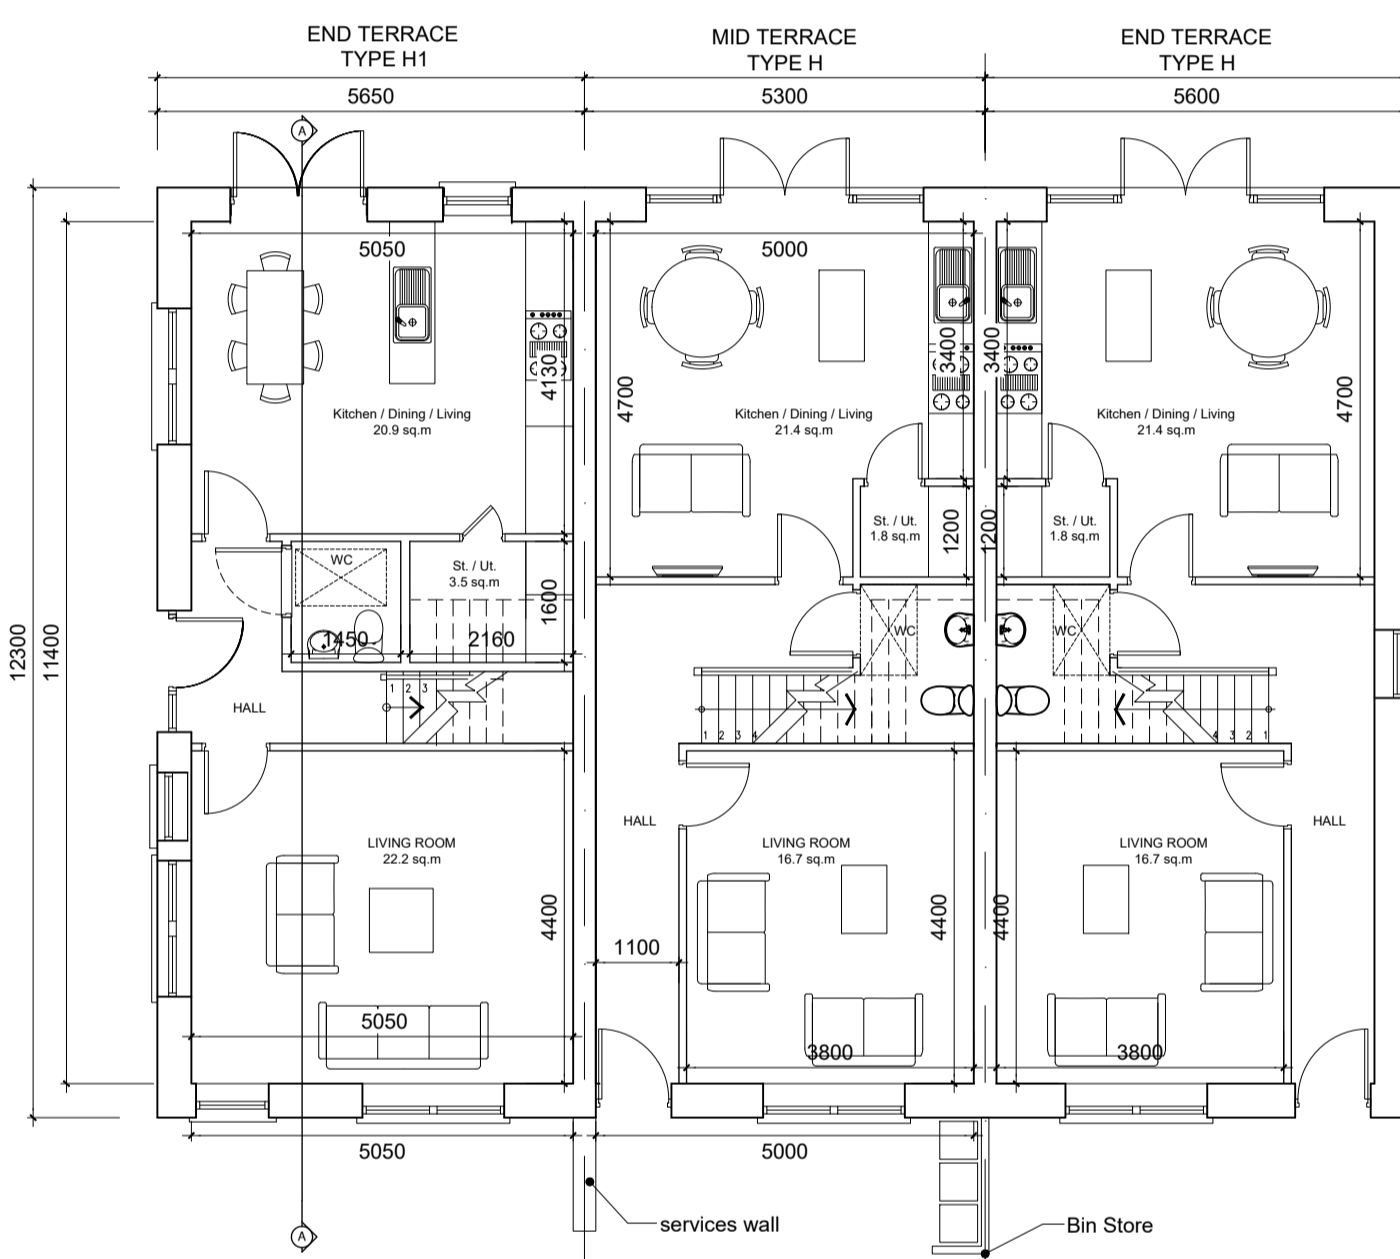 END TERRACE
TYPE H1
MID TERRACE
TYPE H
END TERRACE
TYPE H
5650
5300
5600
A
5050
5000
4130
3400
3400
4700
4700
Kitchen / Dining / Living
20.9 sq.m
Kitchen / Dining / Living
21.4 sq.m
Kitchen / Dining / Living
21.4 sq.m
St. / Ut.
1.8 sq.m
1200
1200
St. / Ut.
1.8 sq.m
WC
St. / Ut.
3.5 sq.m
1600
1450
2160
WC
WC
12300
11400
HALL
1 2 3
1 2 3 4
4 3 2 1
HALL
HALL
LIVING ROOM
22.2 sq.m
LIVING ROOM
16.7 sq.m
LIVING ROOM
16.7 sq.m
4400
4400
4400
1100
5050
3800
3800
5050
5000
services wall
Bin Store
A